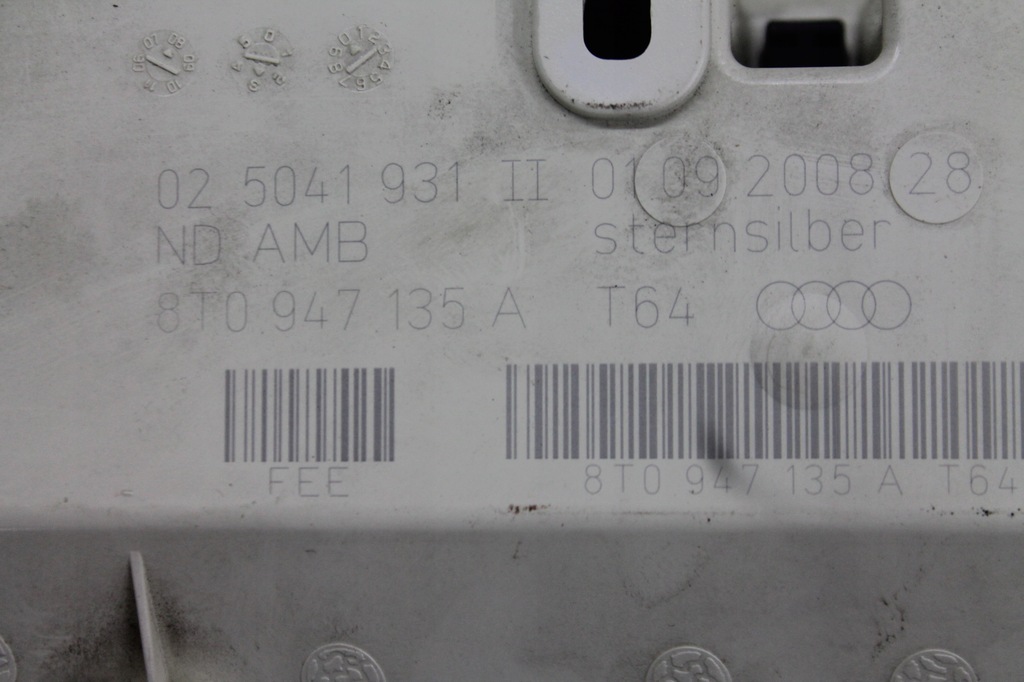 02 5041 931 II 01 09 2008 28
ND AMB sternsilber
8T0 947 135 A T64
FEE 8T0 947 135 A T64